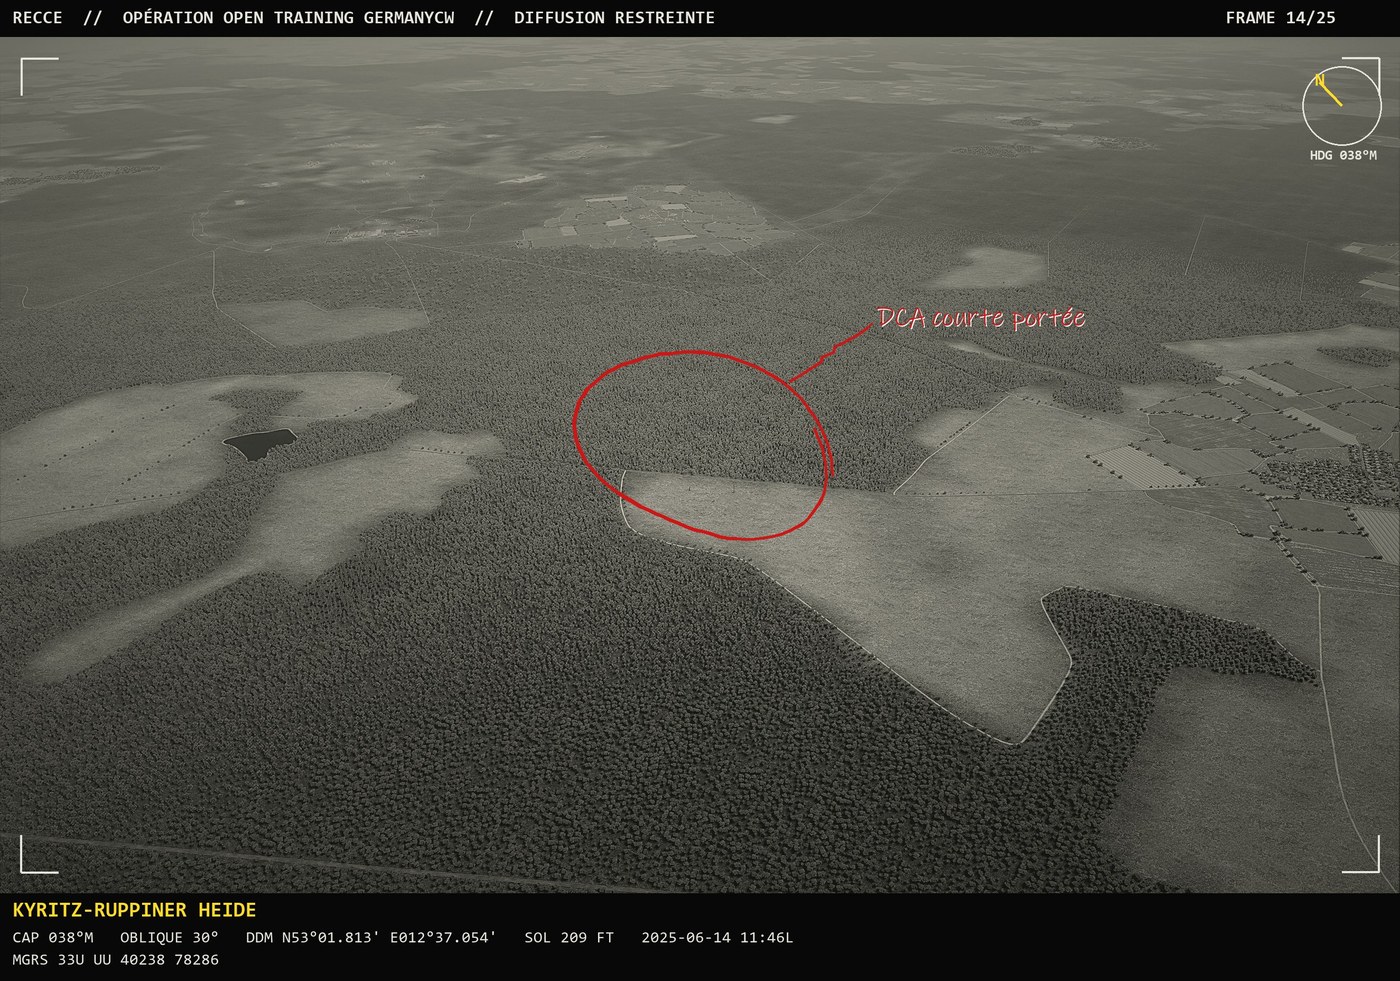 RECCE  //  OPÉRATION OPEN TRAINING GERMANYCW  //  DIFFUSION RESTREINTE
FRAME 14/25
N
HDG 038°M
DCA courte portée
KYRITZ-RUPPINER HEIDE
CAP 038°M   OBLIQUE 30°   DDM N53°01.813' E012°37.054'   SOL 209 FT   2025-06-14 11:46L
MGRS 33U UU 40238 78286